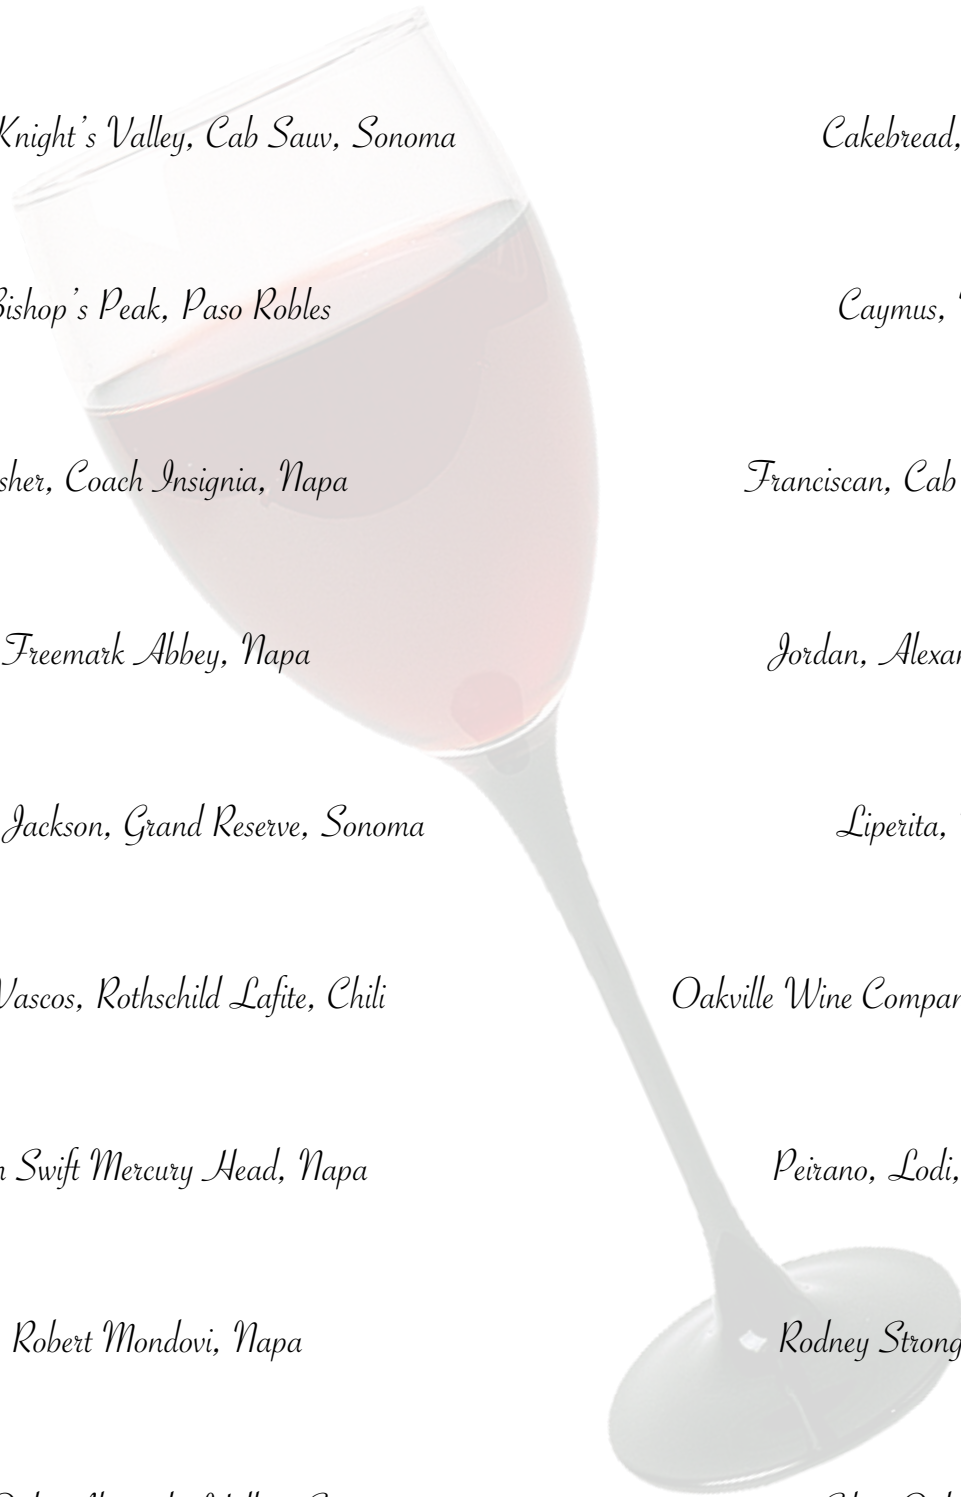 Knight's Valley, Cab Sauv, Sonoma
Cakebread,
Bishop's Peak, Paso Robles
Caymus,
Coach Insignia, Napa
Franciscan, Cab
Freemark Abbey, Napa
Jordan,
Jackson, Grand Reserve, Sonoma
Liperita,
Vascos, Rothschild Lafite, Chili
Oakville Wine
Swift Mercury Head, Napa
Peirano, Lodi,
Robert Mondovi, Napa
Rodney Strong